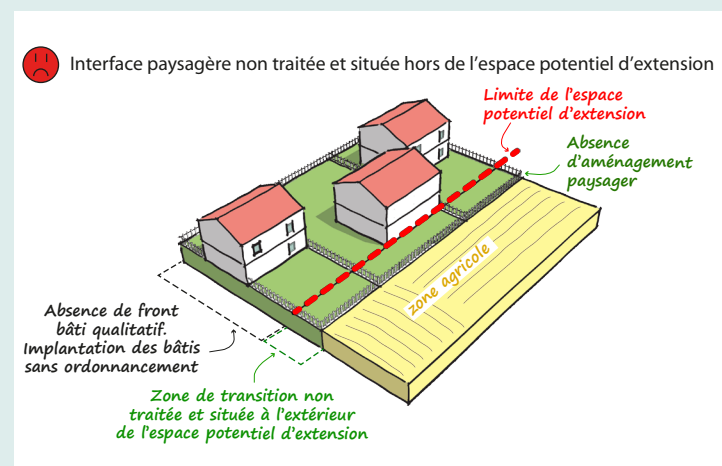 Interface paysagère non traitée et située hors de l’espace potentiel d’extension
Limite de l’espace
potentiel d’extension
Absence
d’aménagement
paysager
zone agricole
Absence de front
bâti qualitatif.
Implantation des bâtis
sans ordonnancement
Zone de transition non
traitée et située à l’extérieur
de l’espace potentiel d’extension